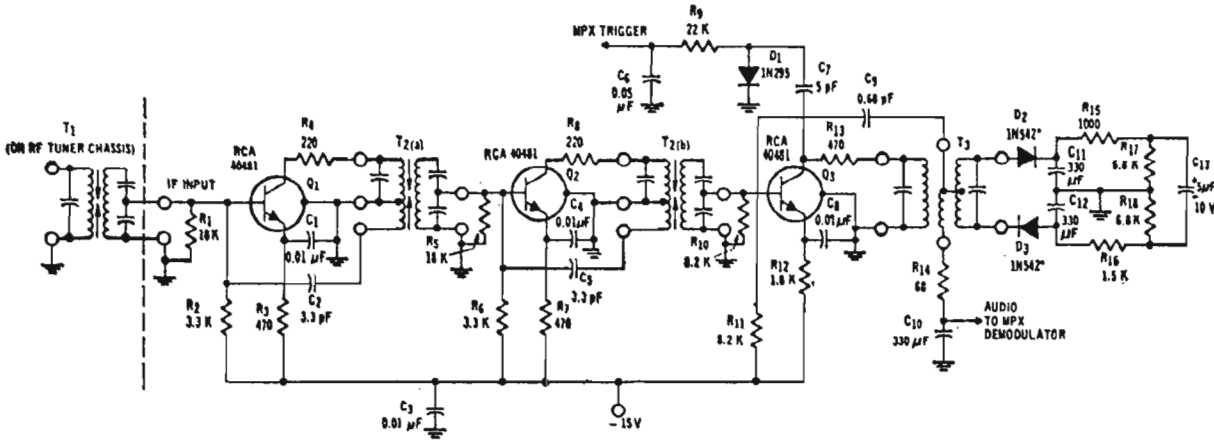 T1
(ON RF TUNER CHASSIS)
IF INPUT
R1
18K
R2
3.3 K
RCA
40481
R4
220
Q1
C1
0.01 µF
C2
3.3 pF
R3
470
T2(a)
R5
18 K
RCA 40481
R8
220
Q2
C4
0.01µF
C5
3.3 pF
R6
3.3 K
R7
470
C3
0.01 µF
-15V
T2(b)
R10
8.2 K
R11
8.2 K
MPX TRIGGER
R9
22 K
C6
0.05
µF
D1
1N295
C7
5 pF
C9
0.68 pF
RCA
40481
R13
470
Q3
C8
0.01µF
R12
1.8 K
T3
R14
68
C10
330 µF
AUDIO
TO MPX
DEMODULATOR
D2
1N542*
D3
1N542*
C11
330
µF
C12
330
µF
R15
1000
R16
1.5 K
R17
6.8 K
R18
6.8K
C13
+5µF
-10 V